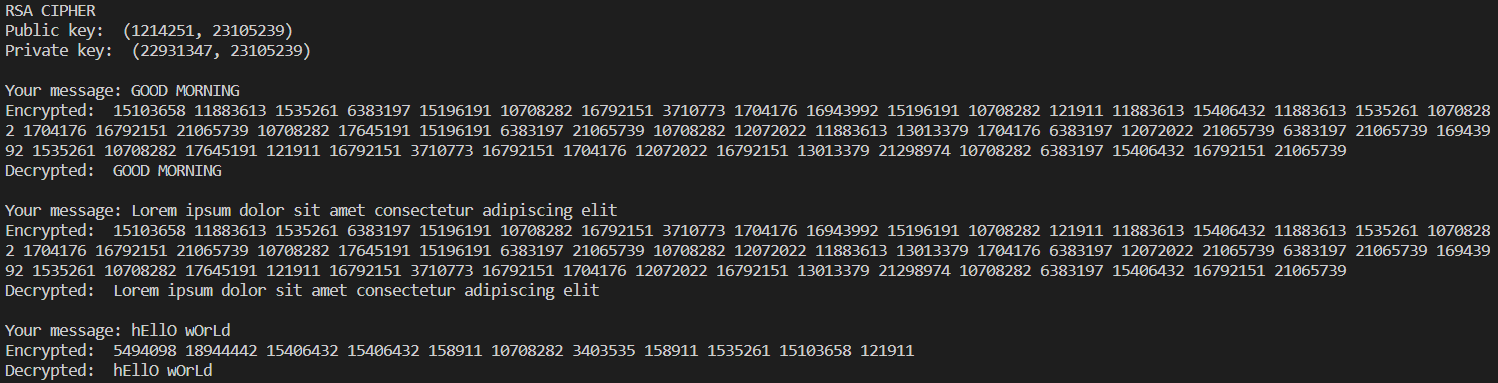 RSA CIPHER
Public key:  (1214251, 23105239)
Private key:  (22931347, 23105239)
Your message: GOOD MORNING
Encrypted:  15103658 11883613 1535261 6383197 15196191 10708282 16792151 3710773 1704176 16943992 15196191 10708282 121911 11883613 15406432 11883613 1535261 1070828
2 1704176 16792151 21065739 10708282 17645191 15196191 6383197 21065739 10708282 12072022 11883613 13013379 1704176 6383197 12072022 21065739 6383197 21065739 169439
92 1535261 10708282 17645191 121911 16792151 3710773 16792151 1704176 12072022 16792151 13013379 21298974 10708282 6383197 15406432 16792151 21065739
Decrypted:  GOOD MORNING
Your message: Lorem ipsum dolor sit amet consectetur adipiscing elit
Encrypted:  15103658 11883613 1535261 6383197 15196191 10708282 16792151 3710773 1704176 16943992 15196191 10708282 121911 11883613 15406432 11883613 1535261 1070828
2 1704176 16792151 21065739 10708282 17645191 15196191 6383197 21065739 10708282 12072022 11883613 13013379 1704176 6383197 12072022 21065739 6383197 21065739 169439
92 1535261 10708282 17645191 121911 16792151 3710773 16792151 1704176 12072022 16792151 13013379 21298974 10708282 6383197 15406432 16792151 21065739
Decrypted:  Lorem ipsum dolor sit amet consectetur adipiscing elit
Your message: hEllO wOrLd
Encrypted:  5494098 18944442 15406432 15406432 158911 10708282 3403535 158911 1535261 15103658 121911
Decrypted:  hEllO wOrLd